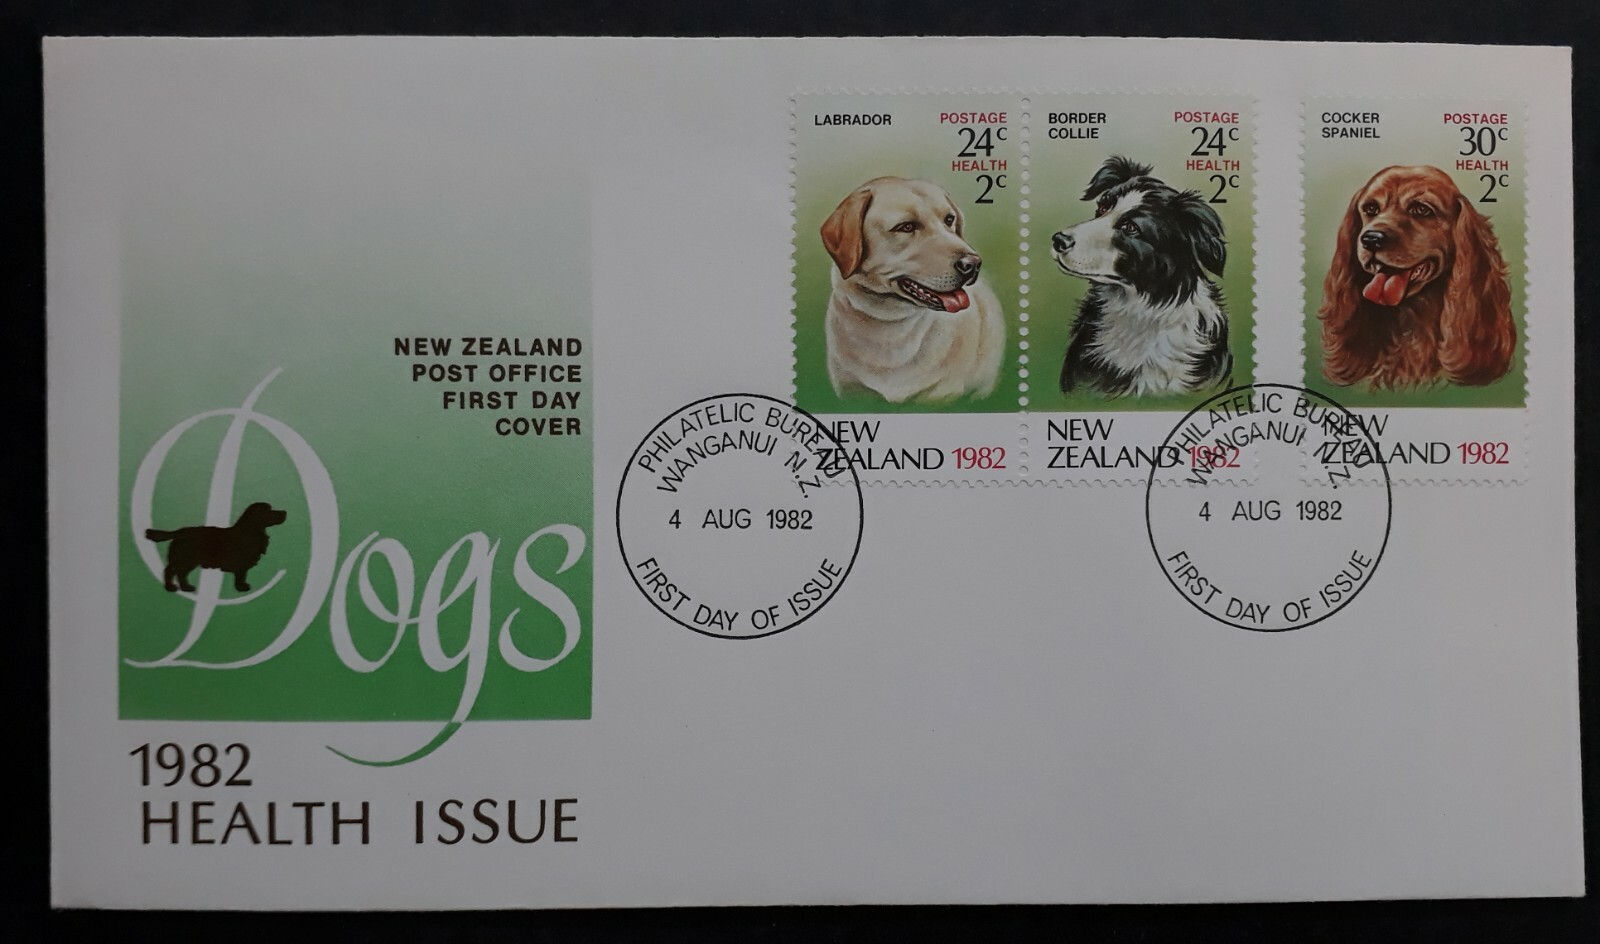 NEW ZEALAND
POST OFFICE
FIRST DAY
COVER
Dogs
1982
HEALTH ISSUE
LABRADOR
POSTAGE
24c
HEALTH
2c
NEW
ZEALAND 1982
BORDER
COLLIE
POSTAGE
24c
HEALTH
2c
NEW
ZEALAND 1982
COCKER
SPANIEL
POSTAGE
30c
HEALTH
2c
NEW
ZEALAND 1982
PHILATELIC BUREAU
WANGANUI N.Z.
4 AUG 1982
FIRST DAY OF ISSUE
PHILATELIC BUREAU
WANGANUI N.Z.
4 AUG 1982
FIRST DAY OF ISSUE